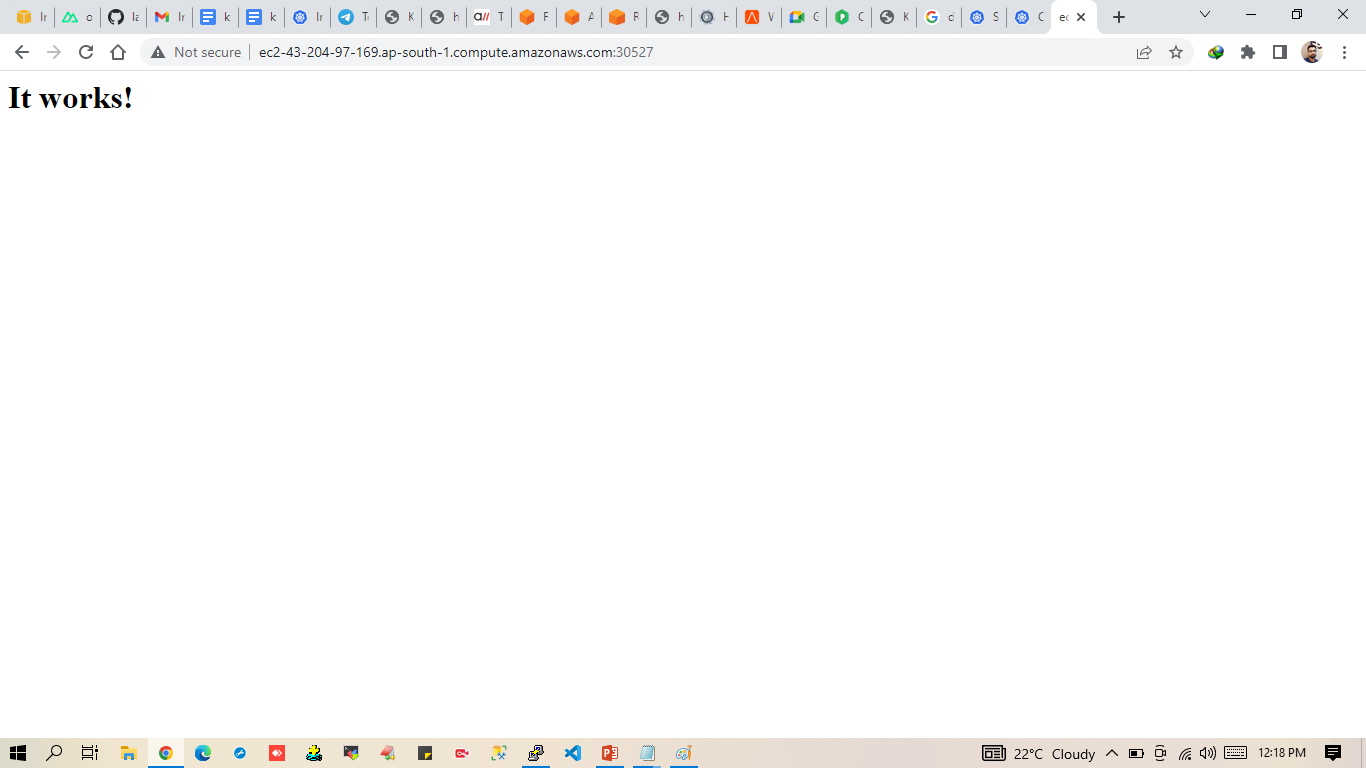 Not secure
ec2-43-204-97-169.ap-south-1.compute.amazonaws.com:30527
It works!
22°C Cloudy
12:18 PM